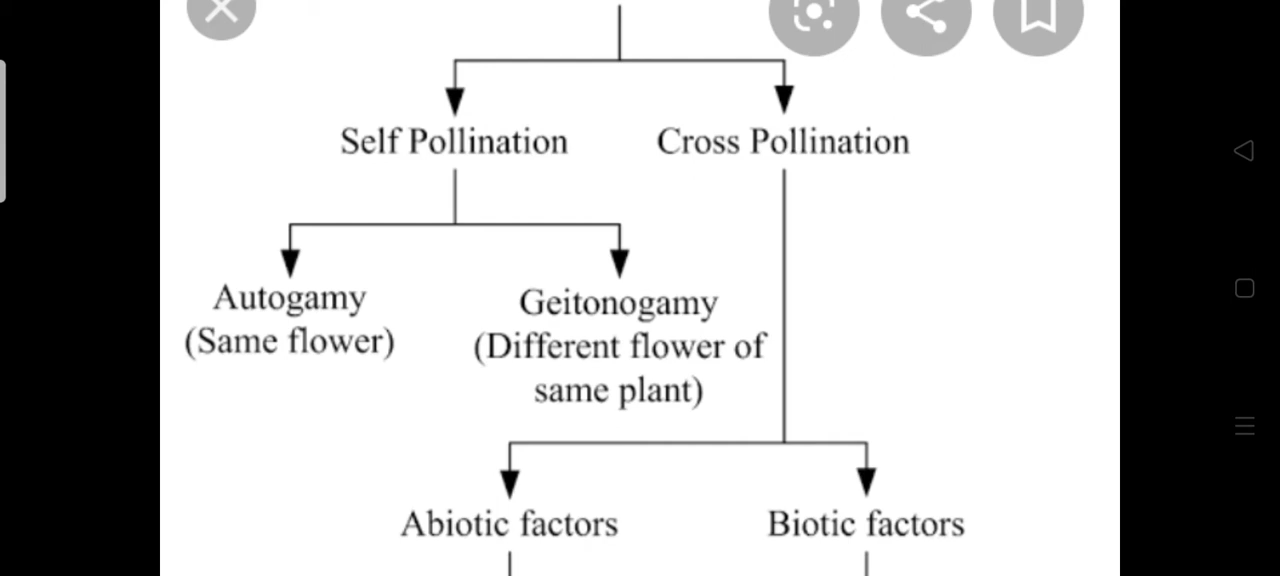 Self Pollination
Cross Pollination
Autogamy
(Same flower)
Geitonogamy
(Different flower of
same plant)
Abiotic factors
Biotic factors